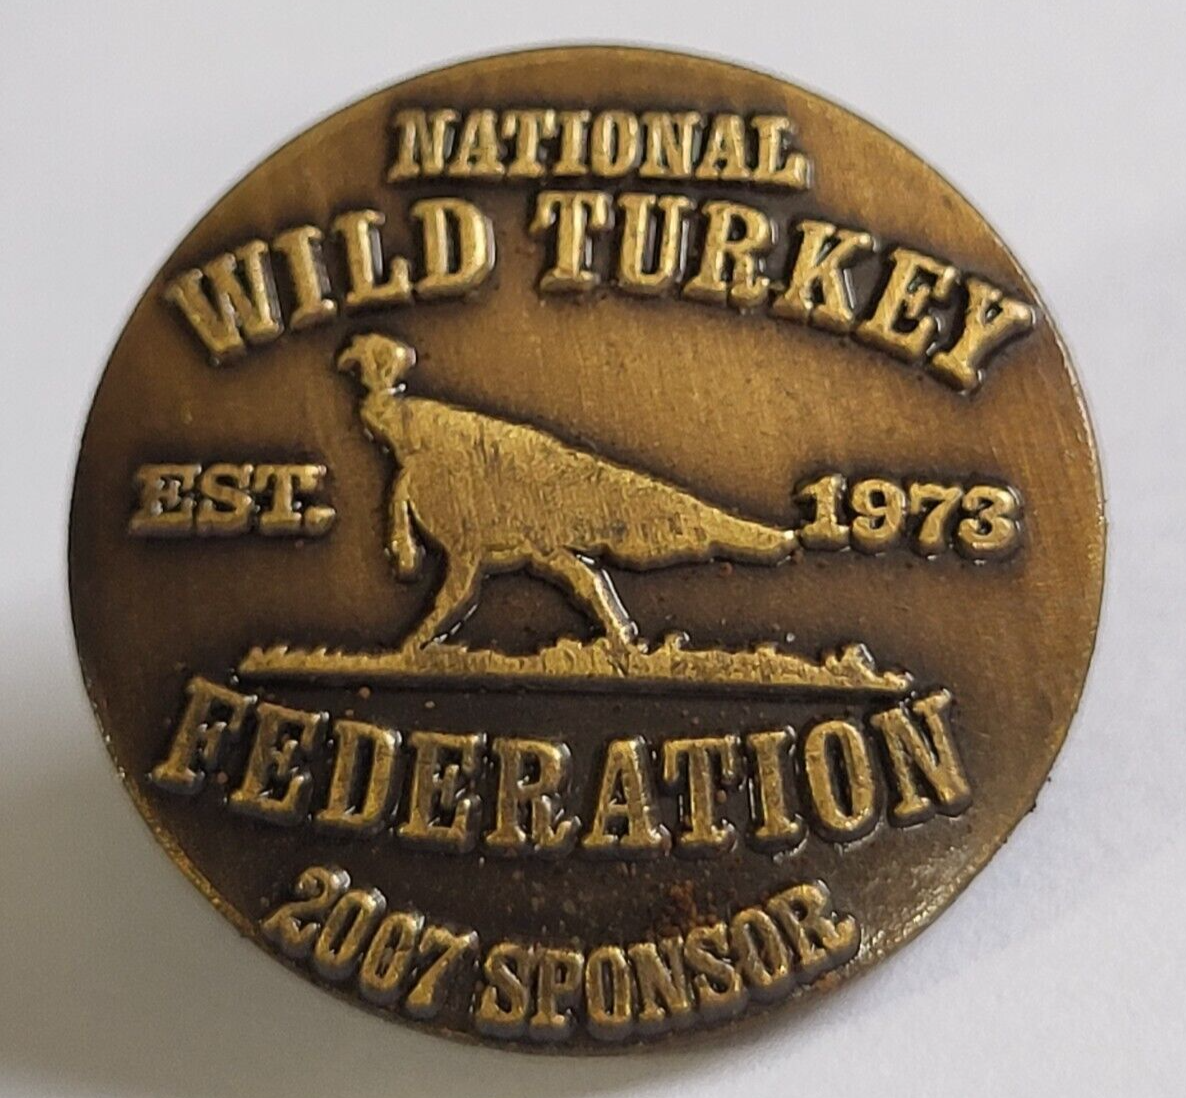 NATIONAL
WILD TURKEY
EST. 1973
FEDERATION
2007 SPONSOR